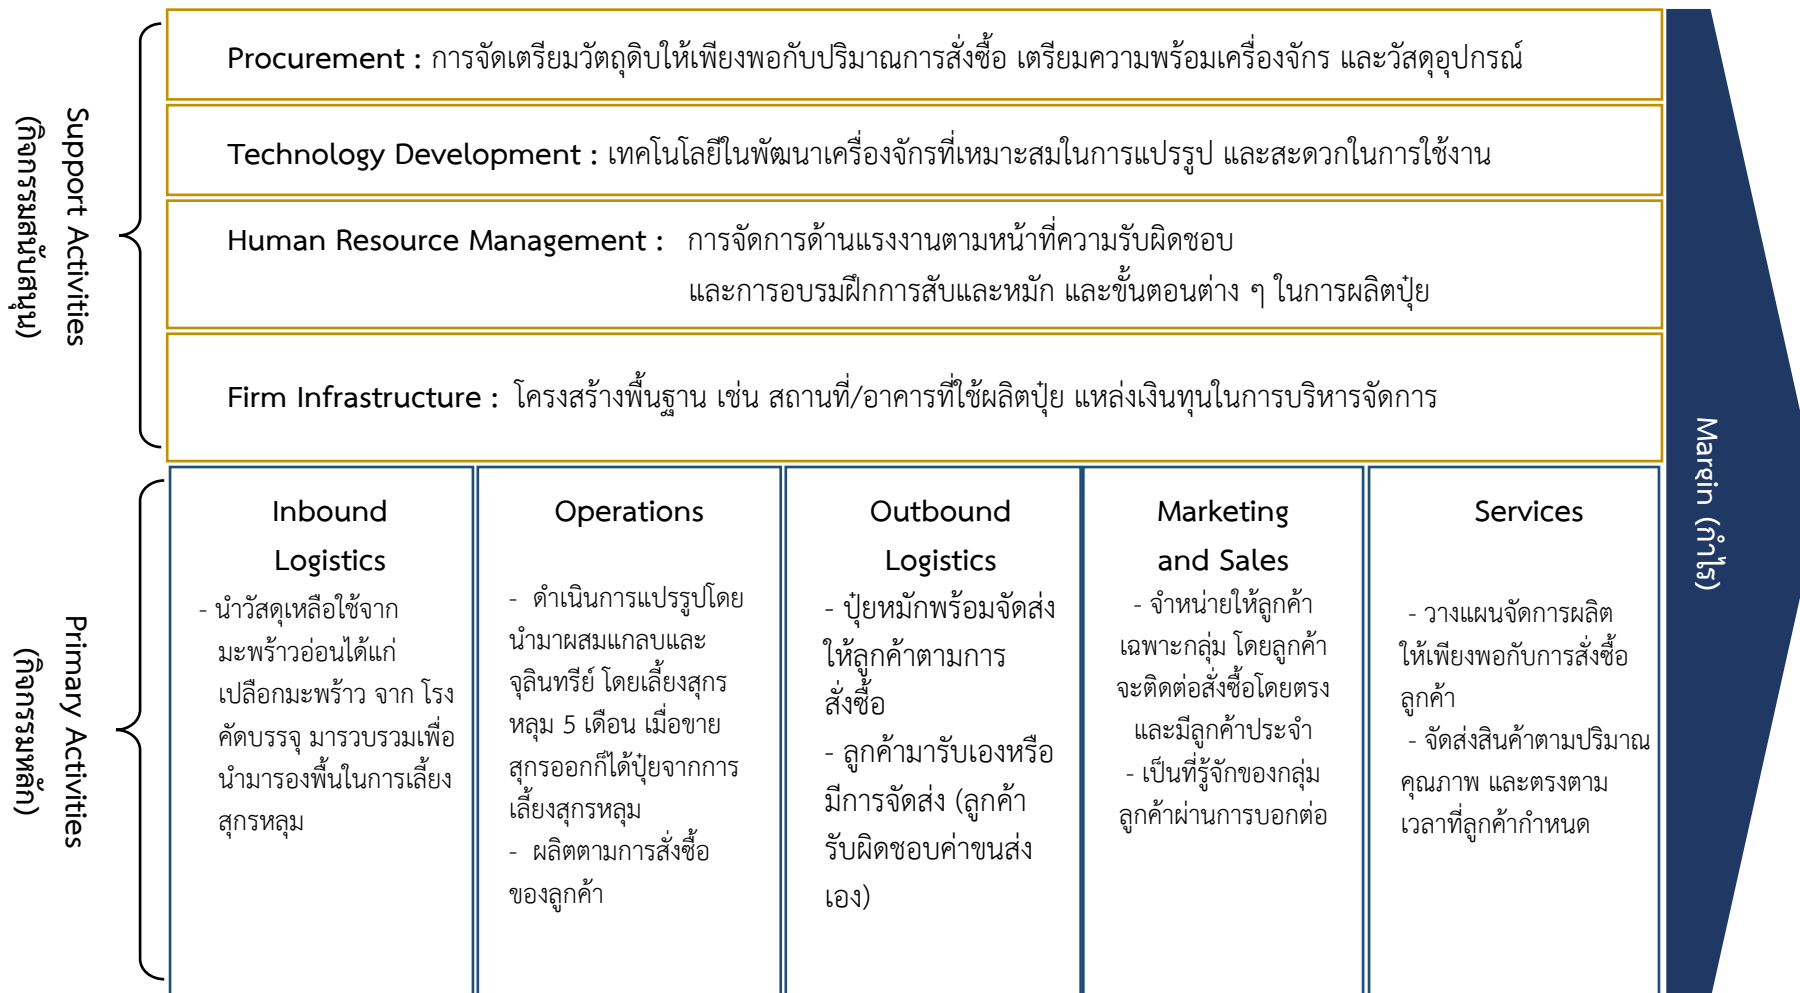 Support Activities
(กิจกรรมสนับสนุน)
Procurement : การจัดเตรียมวัตถุดิบให้เพียงพอกับปริมาณการสั่งซื้อ เตรียมความพร้อมเครื่องจักร และวัสดุอุปกรณ์
Technology Development : เทคโนโลยีในพัฒนาเครื่องจักรที่เหมาะสมในการแปรรูป และสะดวกในการใช้งาน
Human Resource Management : การจัดการด้านแรงงานตามหน้าที่ความรับผิดชอบ
และการอบรมฝึกการสับและหมัก และขั้นตอนต่าง ๆ ในการผลิตปุ๋ย
Firm Infrastructure : โครงสร้างพื้นฐาน เช่น สถานที่/อาคารที่ใช้ผลิตปุ๋ย แหล่งเงินทุนในการบริหารจัดการ
Primary Activities
(กิจกรรมหลัก)
Inbound
Logistics
- นำวัสดุเหลือใช้จาก
มะพร้าวอ่อนได้แก่
เปลือกมะพร้าว จาก โรง
คัดบรรจุ มารวบรวมเพื่อ
นำมารองพื้นในการเลี้ยง
สุกรหลุม
Operations
- ดำเนินการแปรรูปโดย
นำมาผสมแกลบและ
จุลินทรีย์ โดยเลี้ยงสุกร
หลุม 5 เดือน เมื่อขาย
สุกรออกก็ได้ปุ๋ยจากการ
เลี้ยงสุกรหลุม
- ผลิตตามการสั่งซื้อ
ของลูกค้า
Outbound
Logistics
- ปุ๋ยหมักพร้อมจัดส่ง
ให้ลูกค้าตามการ
สั่งซื้อ
- ลูกค้ามารับเองหรือ
มีการจัดส่ง (ลูกค้า
รับผิดชอบค่าขนส่ง
เอง)
Marketing
and Sales
- จำหน่ายให้ลูกค้า
เฉพาะกลุ่ม โดยลูกค้า
จะติดต่อสั่งซื้อโดยตรง
และมีลูกค้าประจำ
- เป็นที่รู้จักของกลุ่ม
ลูกค้าผ่านการบอกต่อ
Services
- วางแผนจัดการผลิต
ให้เพียงพอกับการสั่งซื้อ
ลูกค้า
- จัดส่งสินค้าตามปริมาณ
คุณภาพ และตรงตาม
เวลาที่ลูกค้ากำหนด
Margin (กำไร)